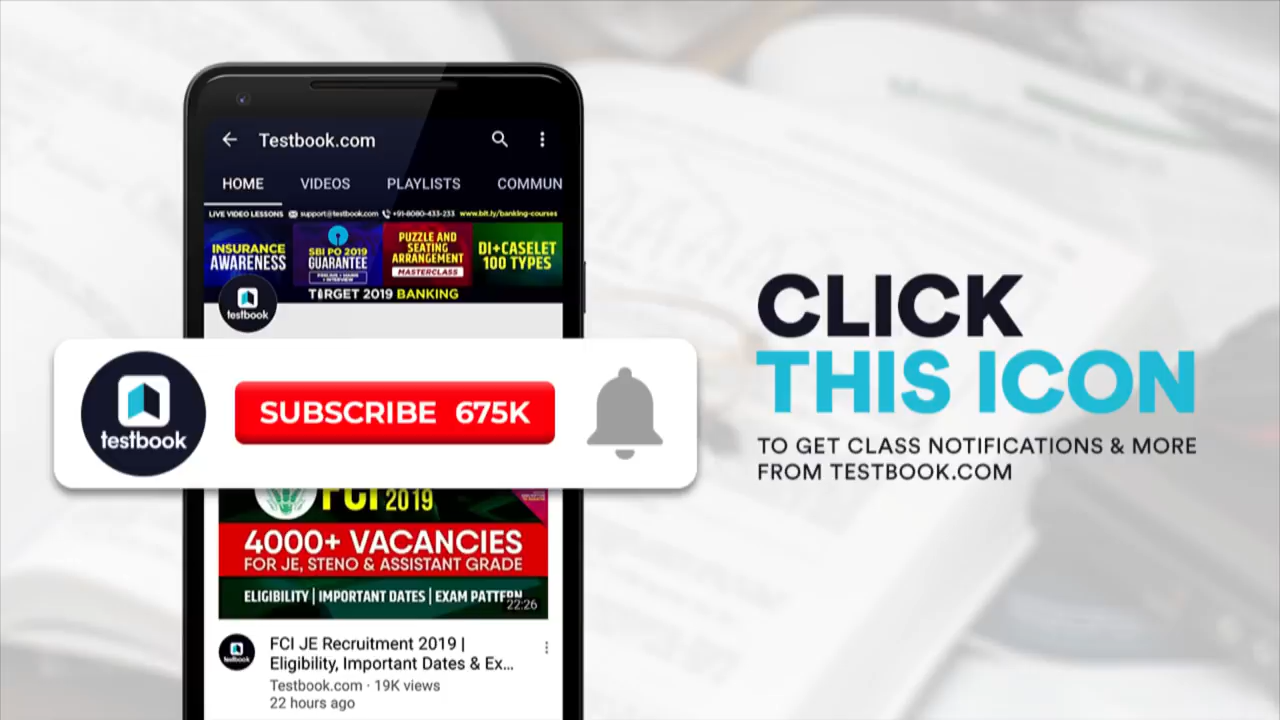 Testbook.com
HOME VIDEOS PLAYLISTS COMMUN
LIVE VIDEO LESSONS support@testbook.com +91-8080-433-233 www.bit.ly/banking-courses
INSURANCE
AWARENESS
SBI PO 2019
GUARANTEE
PUZZLE AND
SEATING
ARRANGEMENT
MASTERCLASS
DI+CASELET
100 TYPES
TARGET 2019 BANKING
testbook
testbook
SUBSCRIBE 675K
CLICK
THIS ICON
TO GET CLASS NOTIFICATIONS & MORE
FROM TESTBOOK.COM
FCI 2019
4000+ VACANCIES
FOR JE, STENO & ASSISTANT GRADE
ELIGIBILITY | IMPORTANT DATES | EXAM PATTERN
22:26
testbook
FCI JE Recruitment 2019 |
Eligibility, Important Dates & Ex...
Testbook.com · 19K views
22 hours ago